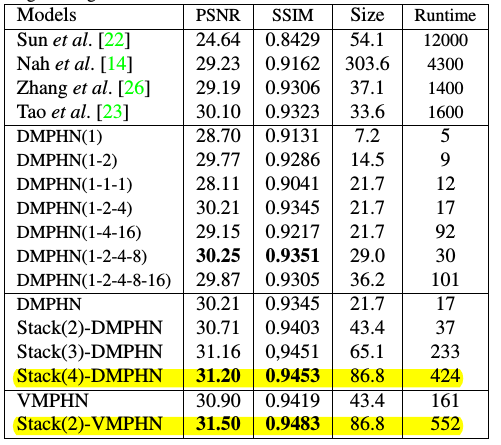 Models PSNR SSIM Size Runtime
Sun et al. [22] 24.64 0.8429 54.1 12000
Nah et al. [14] 29.23 0.9162 303.6 4300
Zhang et al. [26] 29.19 0.9306 37.1 1400
Tao et al. [23] 30.10 0.9323 33.6 1600
DMPHN(1) 28.70 0.9131 7.2 5
DMPHN(1-2) 29.77 0.9286 14.5 9
DMPHN(1-1-1) 28.11 0.9041 21.7 12
DMPHN(1-2-4) 30.21 0.9345 21.7 17
DMPHN(1-4-16) 29.15 0.9217 21.7 92
DMPHN(1-2-4-8) 30.25 0.9351 29.0 30
DMPHN(1-2-4-8-16) 29.87 0.9305 36.2 101
DMPHN 30.21 0.9345 21.7 17
Stack(2)-DMPHN 30.71 0.9403 43.4 37
Stack(3)-DMPHN 31.16 0,9451 65.1 233
Stack(4)-DMPHN 31.20 0.9453 86.8 424
VMPHN 30.90 0.9419 43.4 161
Stack(2)-VMPHN 31.50 0.9483 86.8 552